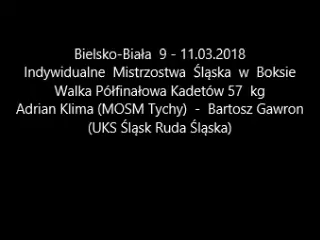 Bielsko-Biała 9 - 11.03.2018
Indywidualne Mistrzostwa Śląska w Boksie
Walka Półfinałowa Kadetów 57 kg
Adrian Klima (MOSM Tychy) - Bartosz Gawron
(UKS Śląsk Ruda Śląska)